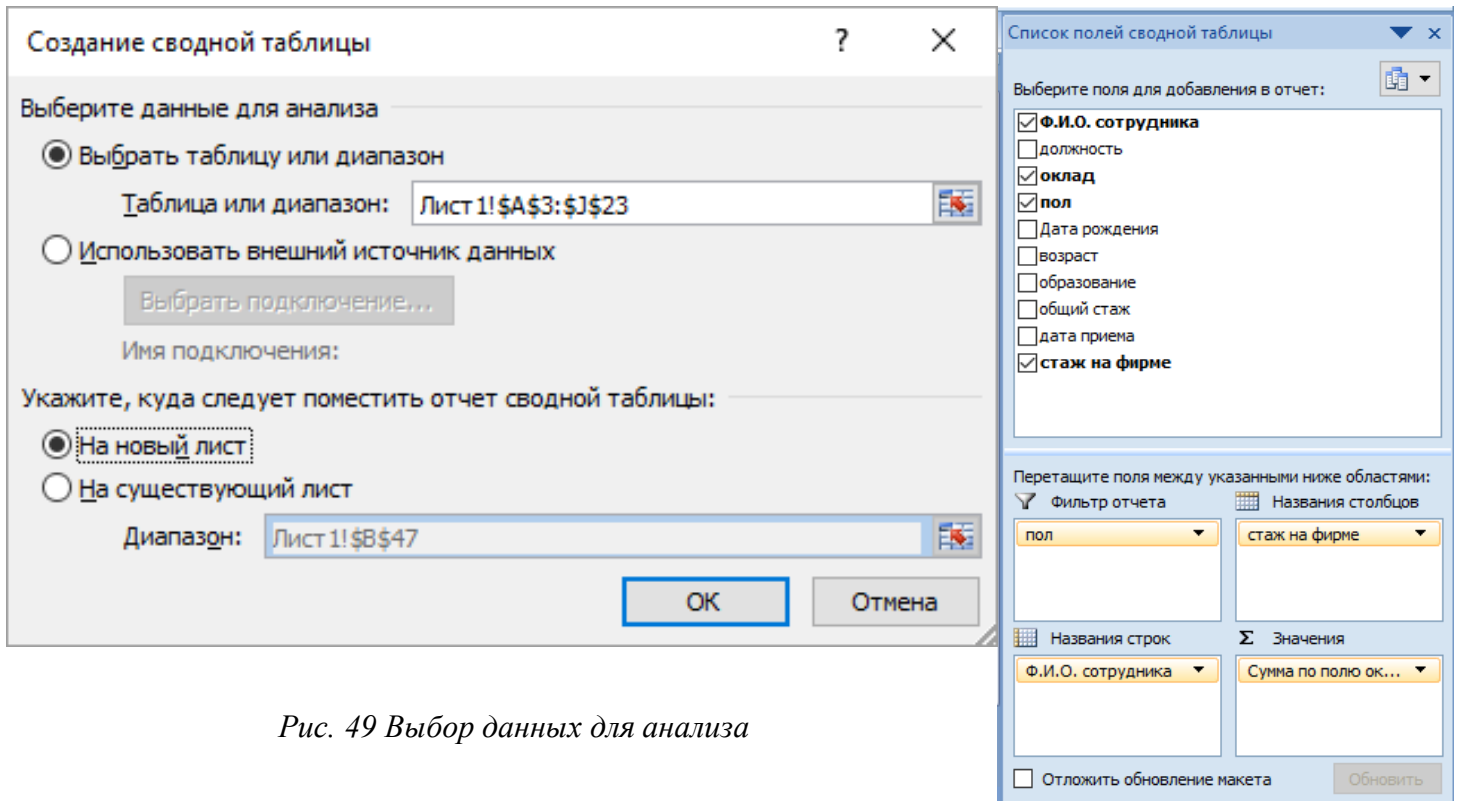 Создание сводной таблицы
?
Выберите данные для анализа
Выбрать таблицу или диапазон
Таблица или диапазон: Лист1!$A$3:$J$23
Использовать внешний источник данных
Выбрать подключение...
Имя подключения:
Укажите, куда следует поместить отчет сводной таблицы:
На новый лист
На существующий лист
Диапазон: Лист1!$B$47
ОК Отмена
Рис. 49 Выбор данных для анализа
Список полей сводной таблицы
Выберите поля для добавления в отчет:
Ф.И.О. сотрудника
должность
оклад
пол
Дата рождения
возраст
образование
общий стаж
дата приема
стаж на фирме
Перетащите поля между указанными ниже областями:
Фильтр отчета Названия столбцов
пол стаж на фирме
Названия строк Σ Значения
Ф.И.О. сотрудника Сумма по полю ок...
Отложить обновление макета Обновить